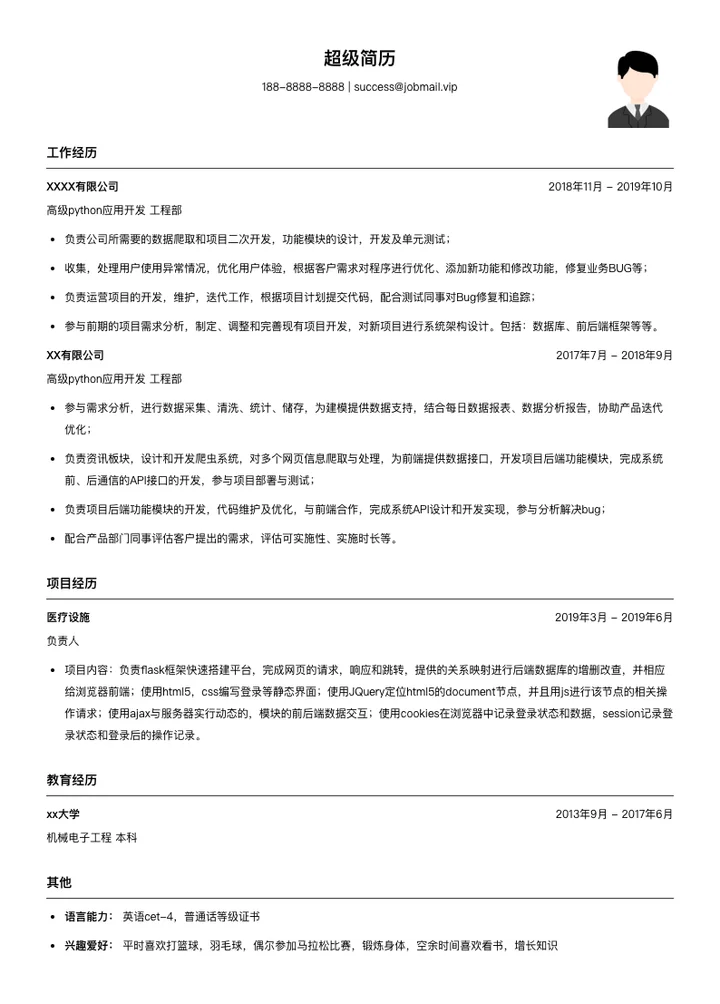 超级简历
188-8888-8888 | success@jobmail.vip
工作经历
XXXX有限公司 2018年11月 – 2019年10月
高级python应用开发 工程部
• 负责公司所需要的数据爬取和项目二次开发，功能模块的设计，开发及单元测试；
• 收集，处理用户使用异常情况，优化用户体验，根据客户需求对程序进行优化、添加新功能和修改功能，修复业务BUG等；
• 负责运营项目的开发，维护，迭代工作，根据项目计划提交代码，配合测试同事对Bug修复和追踪；
• 参与前期的项目需求分析，制定、调整和完善现有项目开发，对新项目进行系统架构设计。包括：数据库、前后端框架等等。
XX有限公司 2017年7月 – 2018年9月
高级python应用开发 工程部
• 参与需求分析，进行数据采集、清洗、统计、储存，为建模提供数据支持，结合每日数据报表、数据分析报告，协助产品迭代
优化；
• 负责资讯板块，设计和开发爬虫系统，对多个网页信息爬取与处理，为前端提供数据接口，开发项目后端功能模块，完成系统
前、后通信的API接口的开发，参与项目部署与测试；
• 负责项目后端功能模块的开发，代码维护及优化，与前端合作，完成系统API设计和开发实现，参与分析解决bug；
• 配合产品部门同事评估客户提出的需求，评估可实施性、实施时长等。
项目经历
医疗设施 2019年3月 – 2019年6月
负责人
• 项目内容：负责flask框架快速搭建平台，完成网页的请求，响应和跳转，提供的关系映射进行后端数据库的增删改查，并相应
给浏览器前端；使用html5，css编写登录等静态界面；使用JQuery定位html5的document节点，并且用js进行该节点的相关操
作请求；使用ajax与服务器实行动态的，模块的前后端数据交互；使用cookies在浏览器中记录登录状态和数据，session记录登
录状态和登录后的操作记录。
教育经历
xx大学 2013年9月 – 2017年6月
机械电子工程 本科
其他
• 语言能力： 英语cet-4，普通话等级证书
• 兴趣爱好： 平时喜欢打篮球，羽毛球，偶尔参加马拉松比赛，锻炼身体，空余时间喜欢看书，增长知识